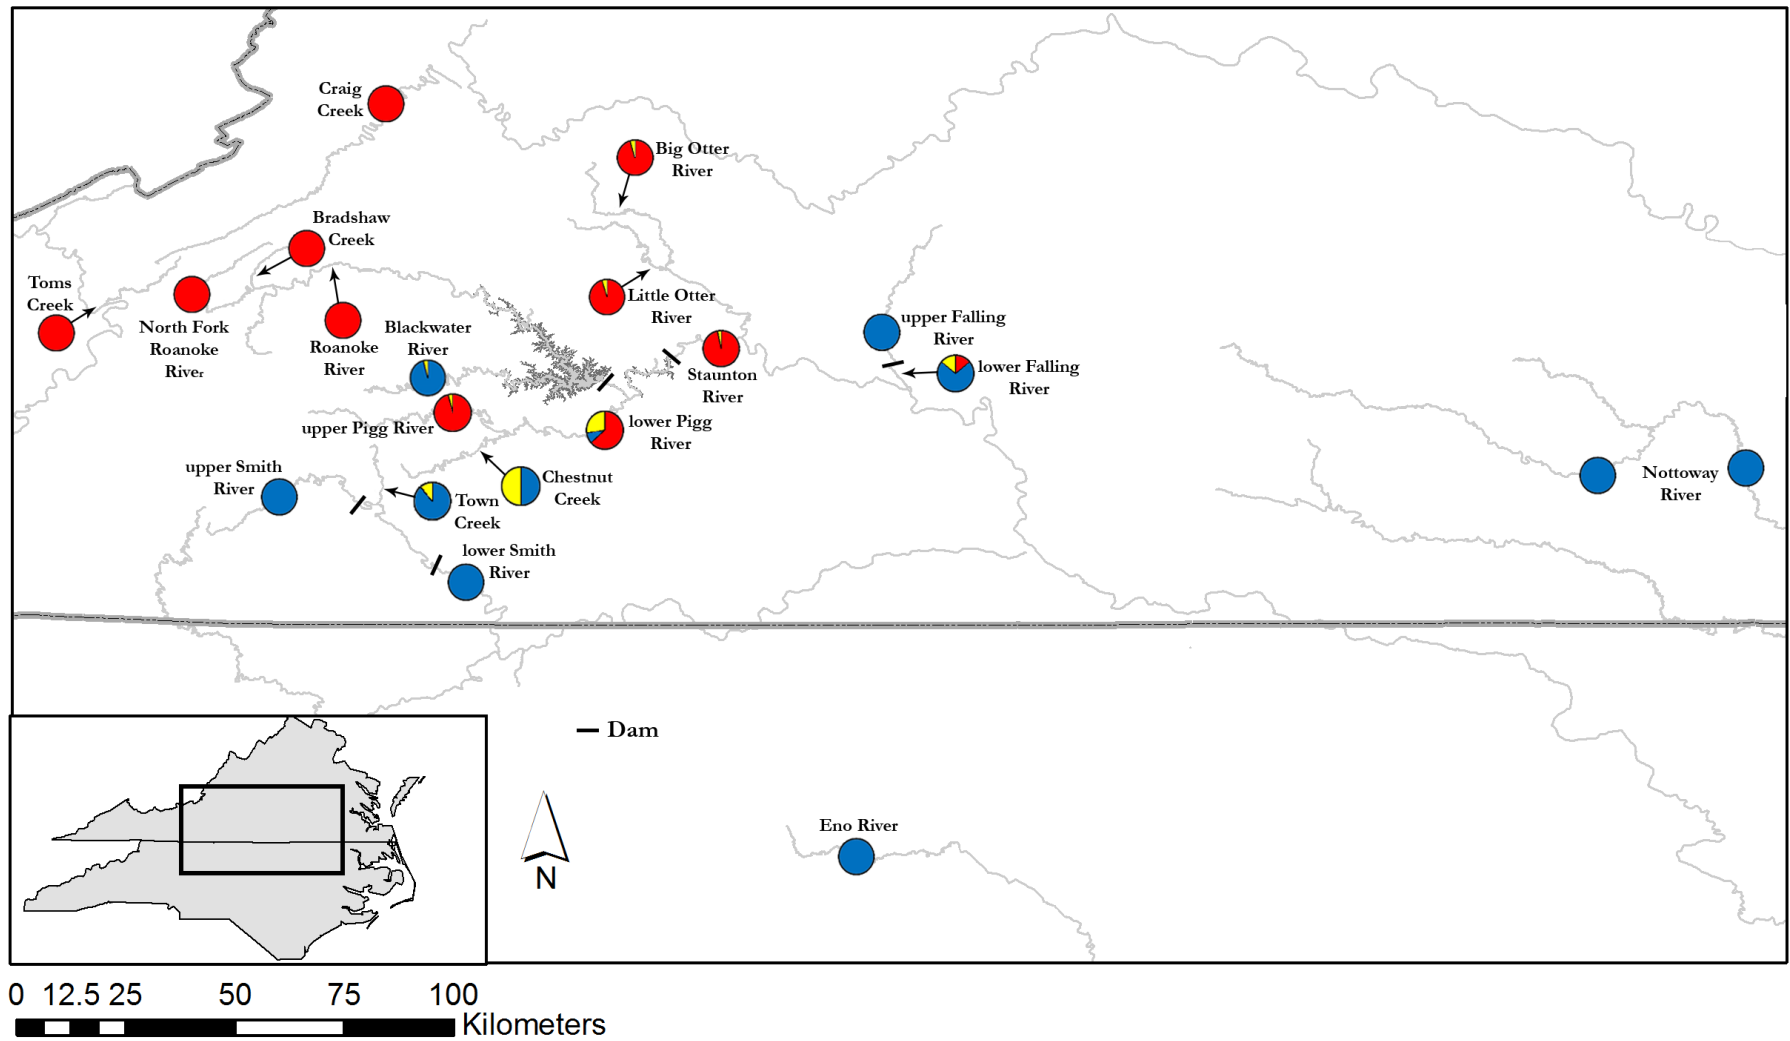 Craig
Creek
Big Otter
River
Bradshaw
Creek
Toms
Creek
North Fork
Roanoke
River
Roanoke
River
Blackwater
River
Little Otter
River
Staunton
River
upper Falling
River
lower Falling
River
upper Pigg River
lower Pigg
River
upper Smith
River
Town
Creek
Chestnut
Creek
Nottoway
River
lower Smith
River
Dam
Eno River
N
0 12.5 25 50 75 100
Kilometers